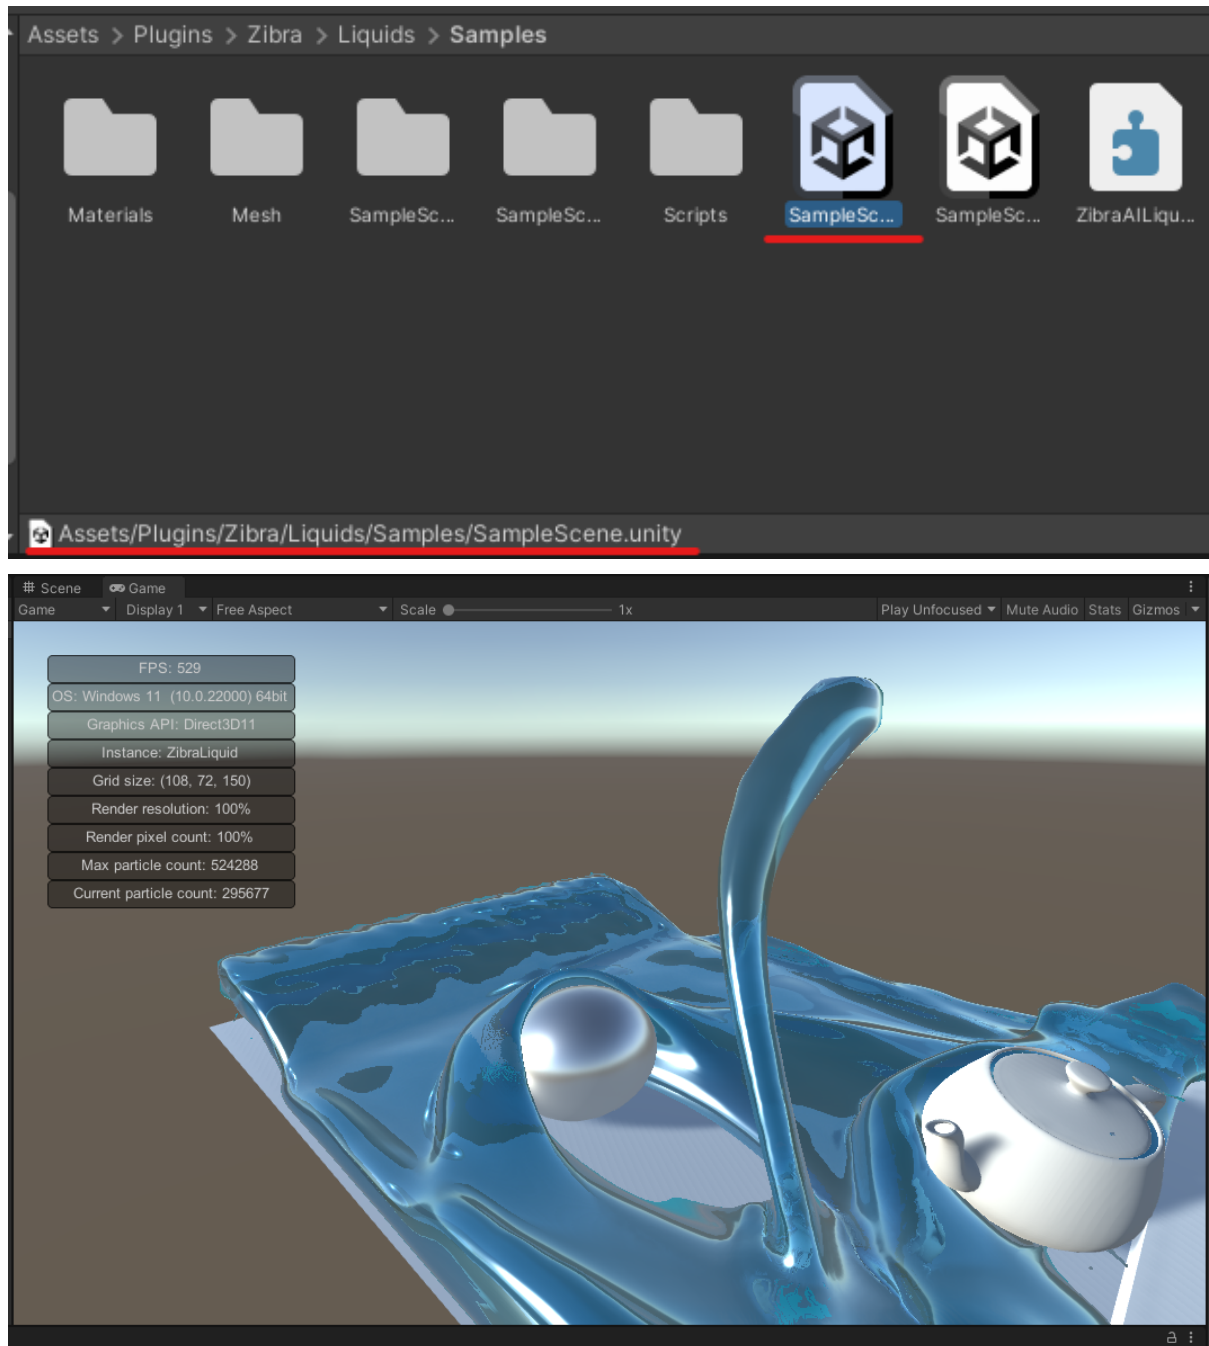 Assets > Plugins > Zibra > Liquids > Samples
Materials
Mesh
SampleSc...
SampleSc...
Scripts
SampleSc...
SampleSc...
ZibraAILiqu...
Assets/Plugins/Zibra/Liquids/Samples/SampleScene.unity
Scene
Game
Game
Display 1
Free Aspect
Scale
1x
Play Unfocused
Mute Audio
Stats
Gizmos
FPS: 529
OS: Windows 11 (10.0.22000) 64bit
Graphics API: Direct3D11
Instance: ZibraLiquid
Grid size: (108, 72, 150)
Render resolution: 100%
Render pixel count: 100%
Max particle count: 524288
Current particle count: 295677